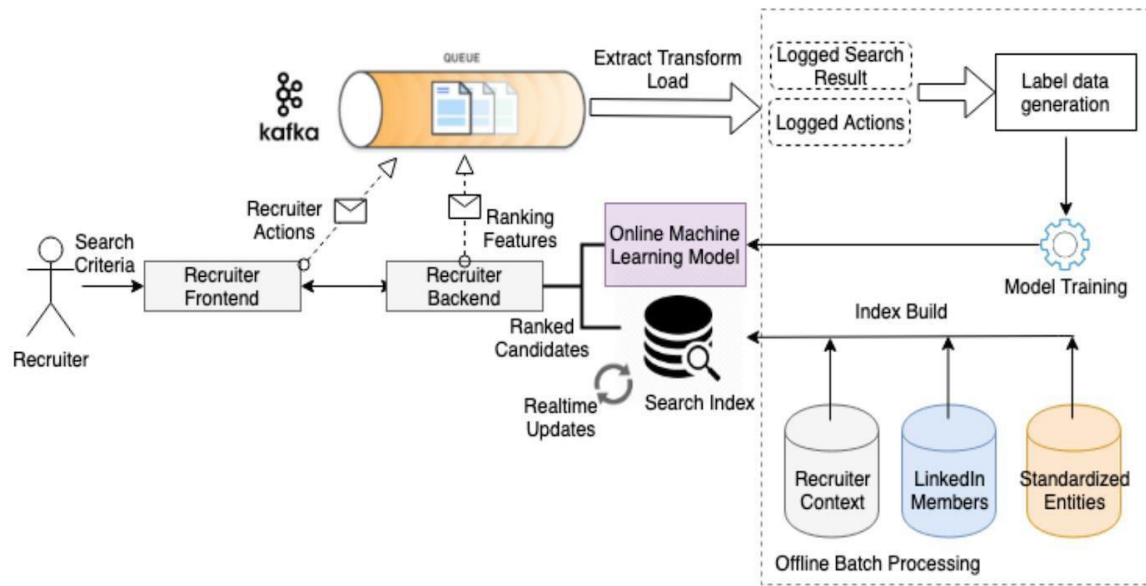 QUEUE
kafka
Extract Transform
Load
Logged Search
Result
Logged Actions
Label data
generation
Recruiter
Actions
Ranking
Features
Search
Criteria
Recruiter
Frontend
Recruiter
Backend
Online Machine
Learning Model
Model Training
Recruiter
Ranked
Candidates
Index Build
Realtime
Updates
Search Index
Recruiter
Context
LinkedIn
Members
Standardized
Entities
Offline Batch Processing